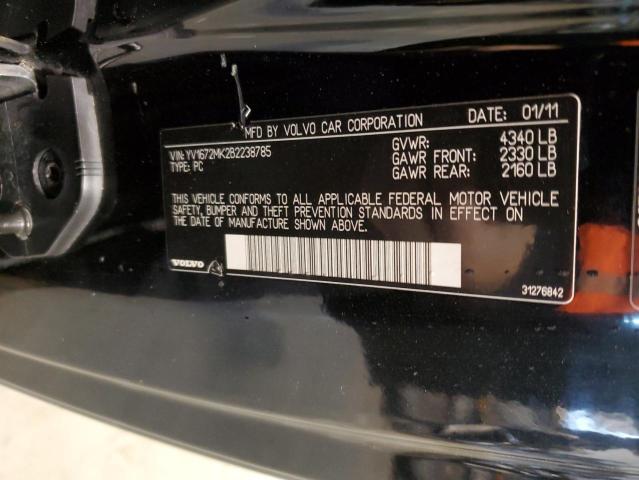 MFD BY VOLVO CAR CORPORATION DATE: 01/11
VIN: YV1672MK2B2238785 GVWR: 4340 LB
TYPE: PC GAWR FRONT: 2330 LB
GAWR REAR: 2160 LB
THIS VEHICLE CONFORMS TO ALL APPLICABLE FEDERAL MOTOR VEHICLE
SAFETY, BUMPER AND THEFT PREVENTION STANDARDS IN EFFECT ON
THE DATE OF MANUFACTURE SHOWN ABOVE.
VOLVO
31276842